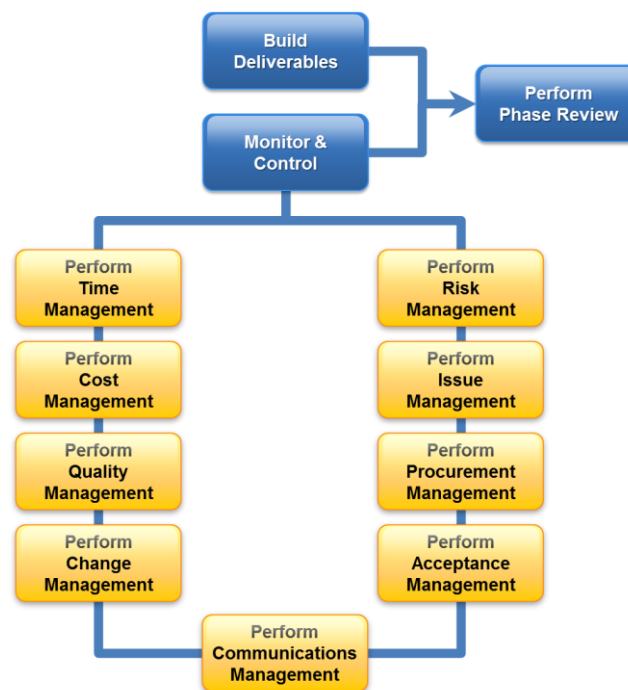 Build
Deliverables
Perform
Phase Review
Monitor &
Control
Perform
Time
Management
Perform
Cost
Management
Perform
Quality
Management
Perform
Change
Management
Perform
Risk
Management
Perform
Issue
Management
Perform
Procurement
Management
Perform
Acceptance
Management
Perform
Communications
Management